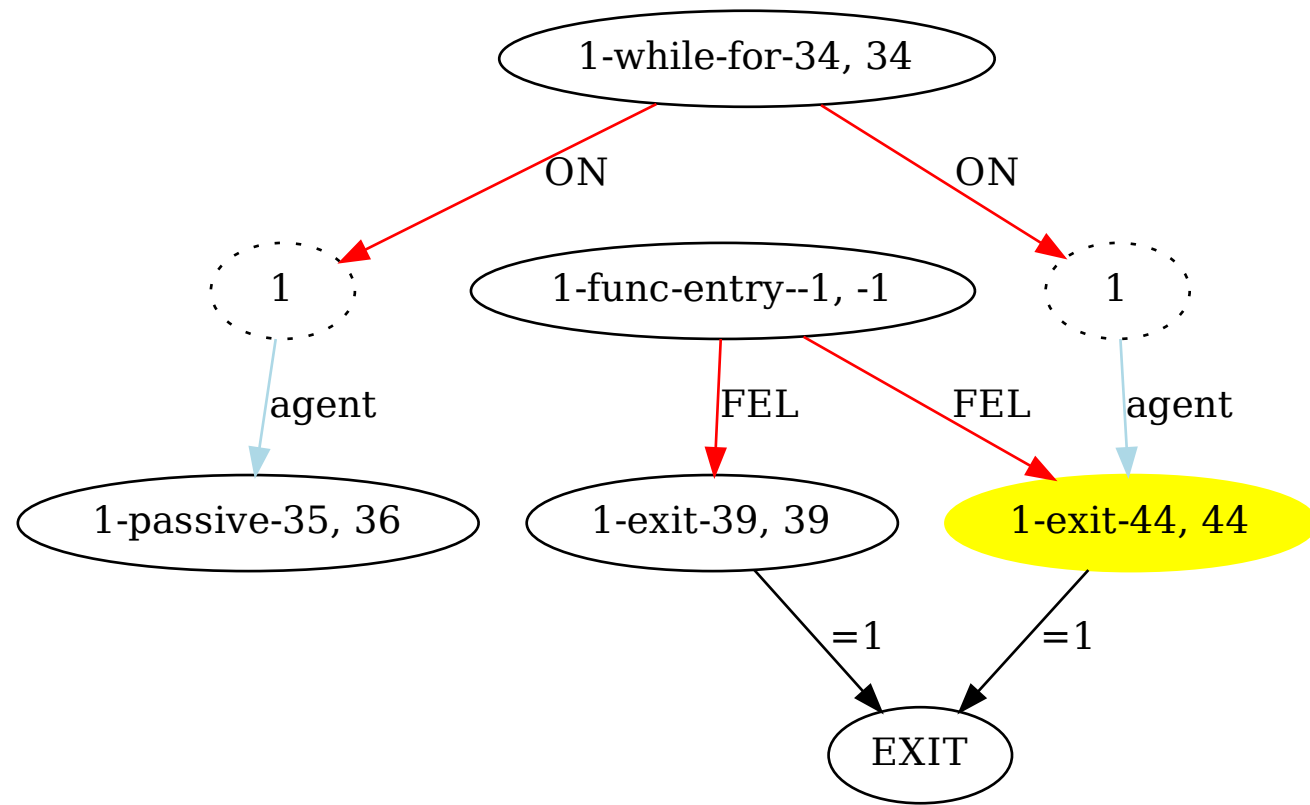 1-while-for-34, 34
ON
ON
1
1-func-entry--1, -1
1
agent
FEL
FEL
agent
1-passive-35, 36
1-exit-39, 39
1-exit-44, 44
=1
=1
EXIT